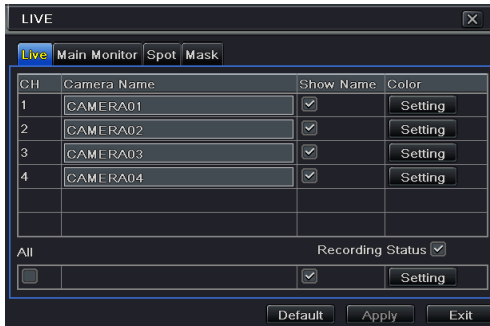 LIVE
Live Main Monitor Spot Mask
CH Camera Name Show Name Color
1 CAMERA01 Setting
2 CAMERA02 Setting
3 CAMERA03 Setting
4 CAMERA04 Setting
All Recording Status
Setting
Default Apply Exit